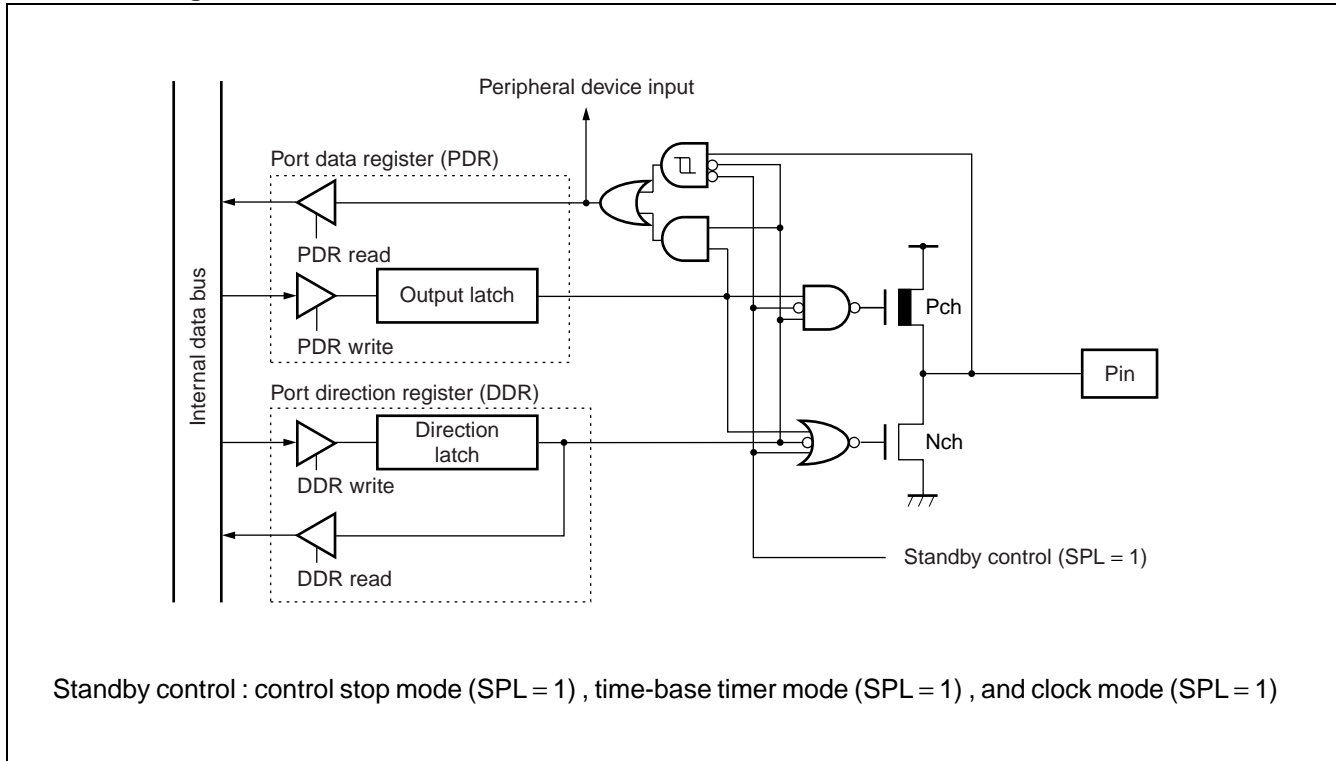 Peripheral device input
Port data register (PDR)
PDR read
Output latch
Pch
PDR write
Internal data bus
Pin
Port direction register (DDR)
Direction
latch
Nch
DDR write
Standby control (SPL = 1)
DDR read
Standby control : control stop mode (SPL = 1) , time-base timer mode (SPL = 1) , and clock mode (SPL = 1)